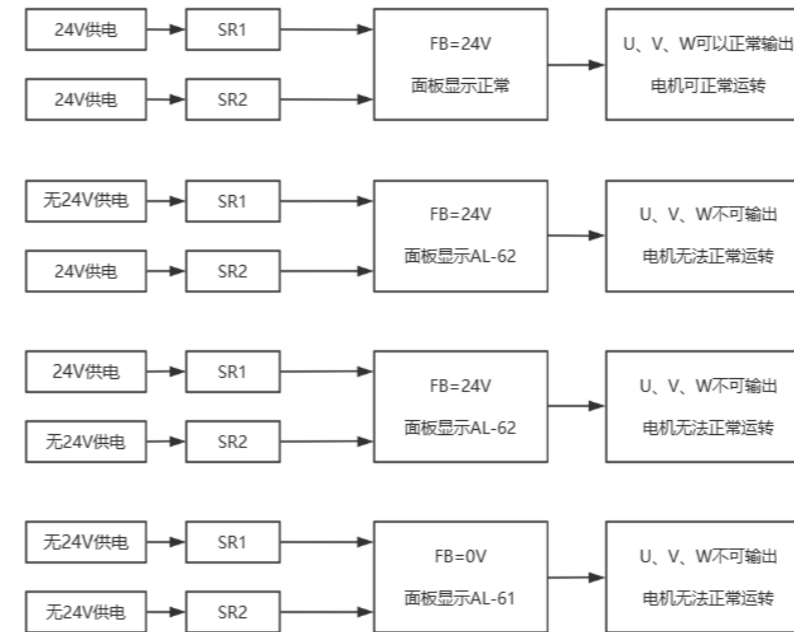 24V供电
SR1
FB=24V
面板显示正常
U、V、W可以正常输出
电机可正常运转
24V供电
SR2
无24V供电
SR1
FB=24V
面板显示AL-62
U、V、W不可输出
电机无法正常运转
24V供电
SR2
24V供电
SR1
FB=24V
面板显示AL-62
U、V、W不可输出
电机无法正常运转
无24V供电
SR2
无24V供电
SR1
FB=0V
面板显示AL-61
U、V、W不可输出
电机无法正常运转
无24V供电
SR2